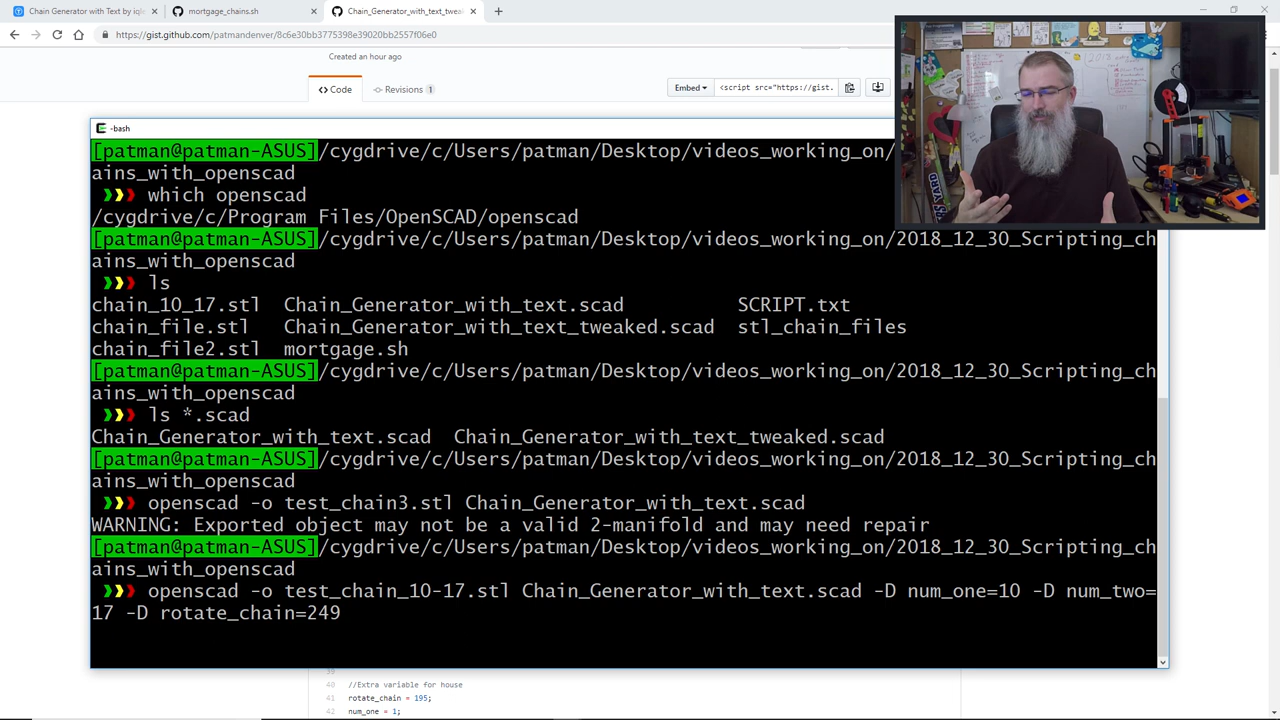 Chain Generator with Text by iqle
mortgage_chains.sh
Chain_Generator_with_text_twea
Created an hour ago
<> Code
Revisions 1
Embed
<script src="https://gist.
-bash
[patman@patman-ASUS]/cygdrive/c/Users/patman/Desktop/videos_working_on/
ains_with_openscad
❯❯❯ which openscad
/cygdrive/c/Program Files/OpenSCAD/openscad
[patman@patman-ASUS]/cygdrive/c/Users/patman/Desktop/videos_working_on/2018_12_30_Scripting_ch
ains_with_openscad
❯❯❯ ls
chain_10_17.stl Chain_Generator_with_text.scad SCRIPT.txt
chain_file.stl Chain_Generator_with_text_tweaked.scad stl_chain_files
chain_file2.stl mortgage.sh
[patman@patman-ASUS]/cygdrive/c/Users/patman/Desktop/videos_working_on/2018_12_30_Scripting_ch
ains_with_openscad
❯❯❯ ls *.scad
Chain_Generator_with_text.scad Chain_Generator_with_text_tweaked.scad
[patman@patman-ASUS]/cygdrive/c/Users/patman/Desktop/videos_working_on/2018_12_30_Scripting_ch
ains_with_openscad
❯❯❯ openscad -o test_chain3.stl Chain_Generator_with_text.scad
WARNING: Exported object may not be a valid 2-manifold and may need repair
[patman@patman-ASUS]/cygdrive/c/Users/patman/Desktop/videos_working_on/2018_12_30_Scripting_ch
ains_with_openscad
❯❯❯ openscad -o test_chain_10-17.stl Chain_Generator_with_text.scad -D num_one=10 -D num_two=
17 -D rotate_chain=249
40 //Extra variable for house
41 rotate_chain = 195;
42 num_one = 1;